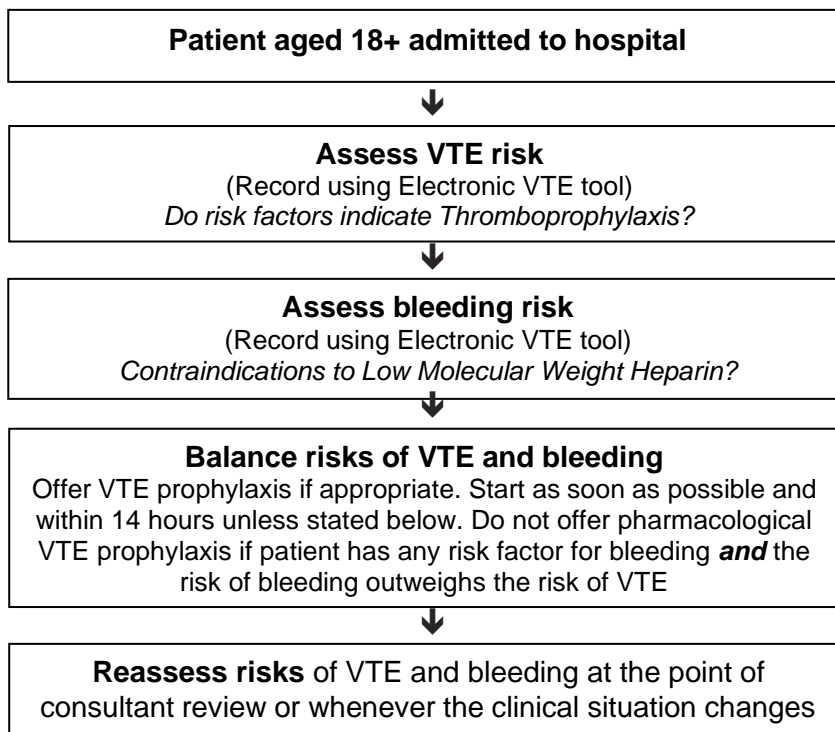 Patient aged 18+ admitted to hospital
Assess VTE risk
(Record using Electronic VTE tool)
Do risk factors indicate Thromboprophylaxis?
Assess bleeding risk
(Record using Electronic VTE tool)
Contraindications to Low Molecular Weight Heparin?
Balance risks of VTE and bleeding
Offer VTE prophylaxis if appropriate. Start as soon as possible and
within 14 hours unless stated below. Do not offer pharmacological
VTE prophylaxis if patient has any risk factor for bleeding and the
risk of bleeding outweighs the risk of VTE
Reassess risks of VTE and bleeding at the point of
consultant review or whenever the clinical situation changes